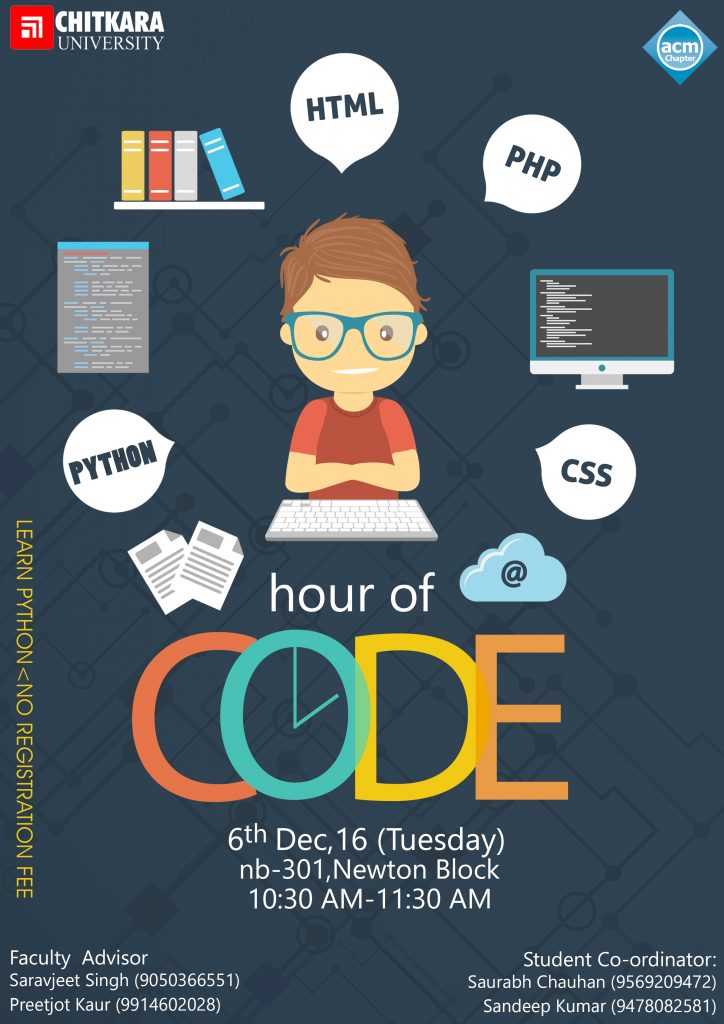 CHITKARA
UNIVERSITY
acm
Chapter
HTML
PHP
PYTHON
CSS
@
hour of
CODE
LEARN PYTHON<NO REGISTRATION FEE
6th Dec,16 (Tuesday)
nb-301,Newton Block
10:30 AM-11:30 AM
Faculty Advisor
Saravjeet Singh (9050366551)
Preetjot Kaur (9914602028)
Student Co-ordinator:
Saurabh Chauhan (9569209472)
Sandeep Kumar (9478082581)